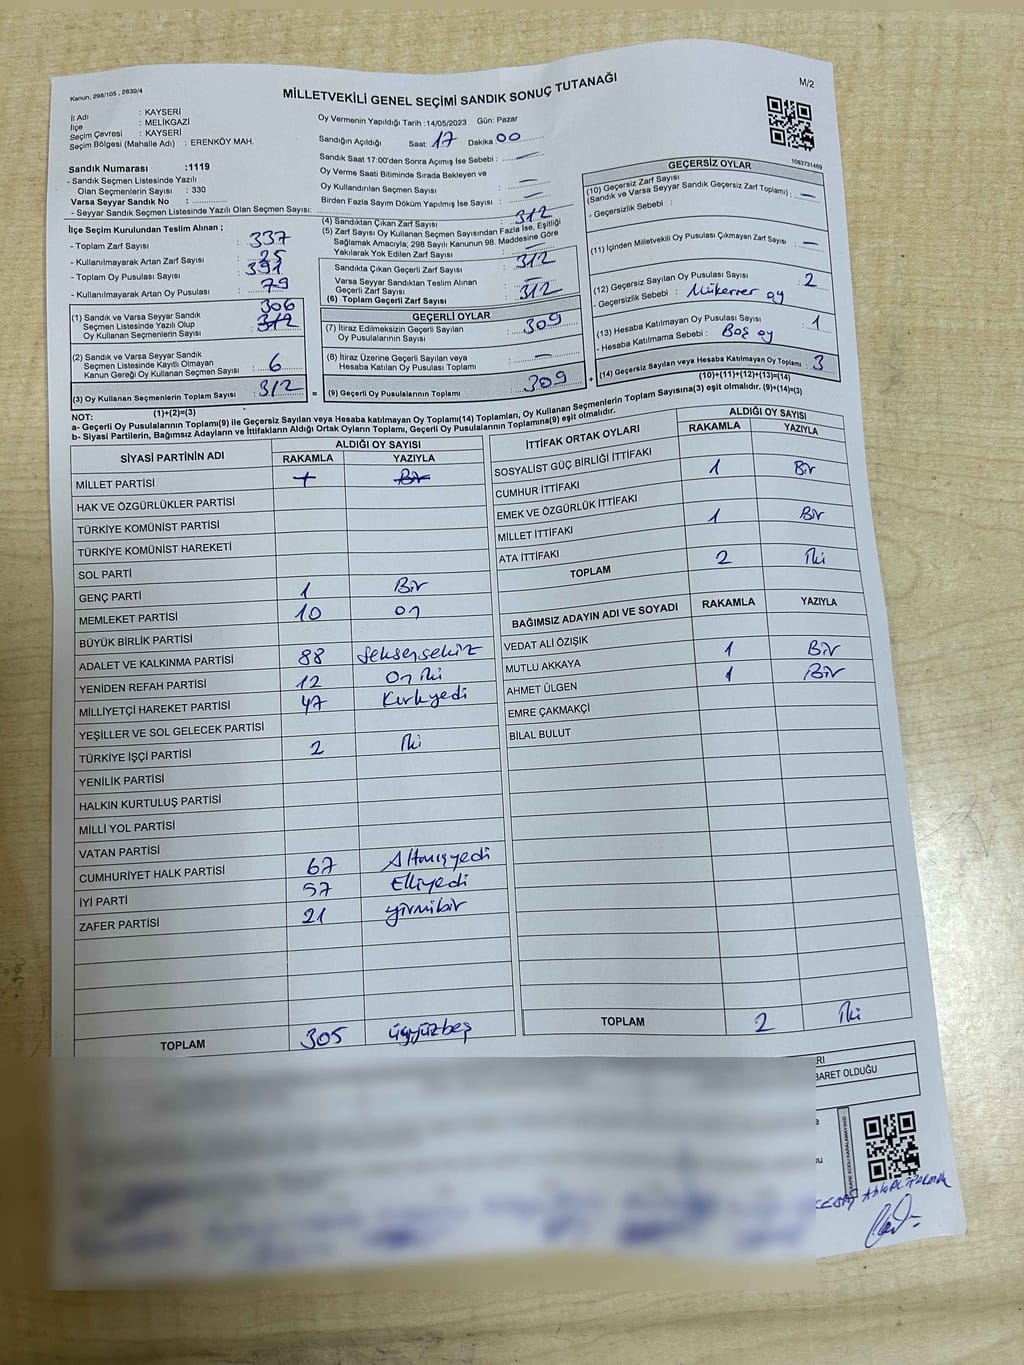 Kanun: 298/105 , 2839/4
MİLLETVEKİLİ GENEL SEÇİMİ SANDIK SONUÇ TUTANAĞI
M/2
İl Adı : KAYSERİ
İlçe : MELİKGAZİ
Seçim Çevresi : KAYSERİ
Seçim Bölgesi (Mahalle Adı) : ERENKÖY MAH.
Sandık Numarası :1119
- Sandık Seçmen Listesinde Yazılı
Olan Seçmenlerin Sayısı : 330
Varsa Seyyar Sandık No :
- Seyyar Sandık Seçmen Listesinde Yazılı Olan Seçmen Sayısı:
Oy Vermenin Yapıldığı Tarih :14/05/2023 Gün: Pazar
Sandığın Açıldığı Saat: 17 Dakika 00
Sandık Saat 17:00'den Sonra Açılmış İse Sebebi : —
Oy Verme Saati Bitiminde Sırada Bekleyen ve
Oy Kullandırılan Seçmen Sayısı : —
Birden Fazla Sayım Döküm Yapılmış İse Sayısı : —
1083731469
İlçe Seçim Kurulundan Teslim Alınan ;
- Toplam Zarf Sayısı : 337
- Kullanılmayarak Artan Zarf Sayısı : 25
- Toplam Oy Pusulası Sayısı : 391
- Kullanılmayarak Artan Oy Pusulası : 79
(1) Sandık ve Varsa Seyyar Sandık
Seçmen Listesinde Yazılı Olup
Oy Kullanan Seçmenlerin Sayısı : 306 312
(2) Sandık ve Varsa Seyyar Sandık
Seçmen Listesinde Kayıtlı Olmayan
Kanun Gereği Oy Kullanan Seçmen Sayısı : 6
(3) Oy Kullanan Seçmenlerin Toplam Sayısı : 312 =
(1)+(2)=(3)
(4) Sandıktan Çıkan Zarf Sayısı : 312
(5) Zarf Sayısı Oy Kullanan Seçmen Sayısından Fazla İse, Eşitliği
Sağlamak Amacıyla; 298 Sayılı Kanunun 98. Maddesine Göre
Yakılarak Yok Edilen Zarf Sayısı : —
Sandıkta Çıkan Geçerli Zarf Sayısı : 312
Varsa Seyyar Sandıktan Teslim Alınan
Geçerli Zarf Sayısı : —
(6) Toplam Geçerli Zarf Sayısı : 312
GEÇERLİ OYLAR
(7) İtiraz Edilmeksizin Geçerli Sayılan
Oy Pusulalarının Sayısı : 309
(8) İtiraz Üzerine Geçerli Sayılan veya
Hesaba Katılan Oy Pusulası Toplamı : —
(9) Geçerli Oy Pusulalarının Toplamı : 309 +
GEÇERSİZ OYLAR
(10) Geçersiz Zarf Sayısı
(Sandık ve Varsa Seyyar Sandık Geçersiz Zarf Toplamı) : —
- Geçersizlik Sebebi :
(11) İçinden Milletvekili Oy Pusulası Çıkmayan Zarf Sayısı : —
(12) Geçersiz Sayılan Oy Pusulası Sayısı : 2
- Geçersizlik Sebebi : Mükerrer oy
(13) Hesaba Katılmayan Oy Pusulası Sayısı : 1
- Hesaba Katılmama Sebebi : Boş oy
(14) Geçersiz Sayılan veya Hesaba Katılmayan Oy Toplamı : 3
(10)+(11)+(12)+(13)=(14)
NOT:
a- Geçerli Oy Pusulalarının Toplamı(9) ile Geçersiz Sayılan veya Hesaba katılmayan Oy Toplamı(14) Toplamları, Oy Kullanan Seçmenlerin Toplam Sayısına(3) eşit olmalıdır. (9)+(14)=(3)
b- Siyasi Partilerin, Bağımsız Adayların ve İttifakların Aldığı Ortak Oyların Toplamı, Geçerli Oy Pusulalarının Toplamına(9) eşit olmalıdır.
SİYASİ PARTİNİN ADI ALDIĞI OY SAYISI
RAKAMLA YAZIYLA
MİLLET PARTİSİ 1 Bir
HAK VE ÖZGÜRLÜKLER PARTİSİ
TÜRKİYE KOMÜNİST PARTİSİ
TÜRKİYE KOMÜNİST HAREKETİ
SOL PARTİ
GENÇ PARTİ 1 Bir
MEMLEKET PARTİSİ 10 On
BÜYÜK BİRLİK PARTİSİ
ADALET VE KALKINMA PARTİSİ 88 Seksensekiz
YENİDEN REFAH PARTİSİ 12 On iki
MİLLİYETÇİ HAREKET PARTİSİ 47 Kırkyedi
YEŞİLLER VE SOL GELECEK PARTİSİ
TÜRKİYE İŞÇİ PARTİSİ 2 İki
YENİLİK PARTİSİ
HALKIN KURTULUŞ PARTİSİ
MİLLİ YOL PARTİSİ
VATAN PARTİSİ
CUMHURİYET HALK PARTİSİ 67 Altmışyedi
İYİ PARTİ 57 Elliyedi
ZAFER PARTİSİ 21 yirmibir
TOPLAM 305 üçyüzbeş
İTTİFAK ORTAK OYLARI ALDIĞI OY SAYISI
RAKAMLA YAZIYLA
SOSYALİST GÜÇ BİRLİĞİ İTTİFAKI
CUMHUR İTTİFAKI 1 Bir
EMEK VE ÖZGÜRLÜK İTTİFAKI
MİLLET İTTİFAKI 1 Bir
ATA İTTİFAKI
TOPLAM 2 İki
BAĞIMSIZ ADAYIN ADI VE SOYADI RAKAMLA YAZIYLA
VEDAT ALİ ÖZIŞIK
MUTLU AKKAYA 1 Bir
AHMET ÜLGEN 1 Bir
EMRE ÇAKMAKÇİ
BİLAL BULUT
TOPLAM 2 İki
BARET OLDUĞU